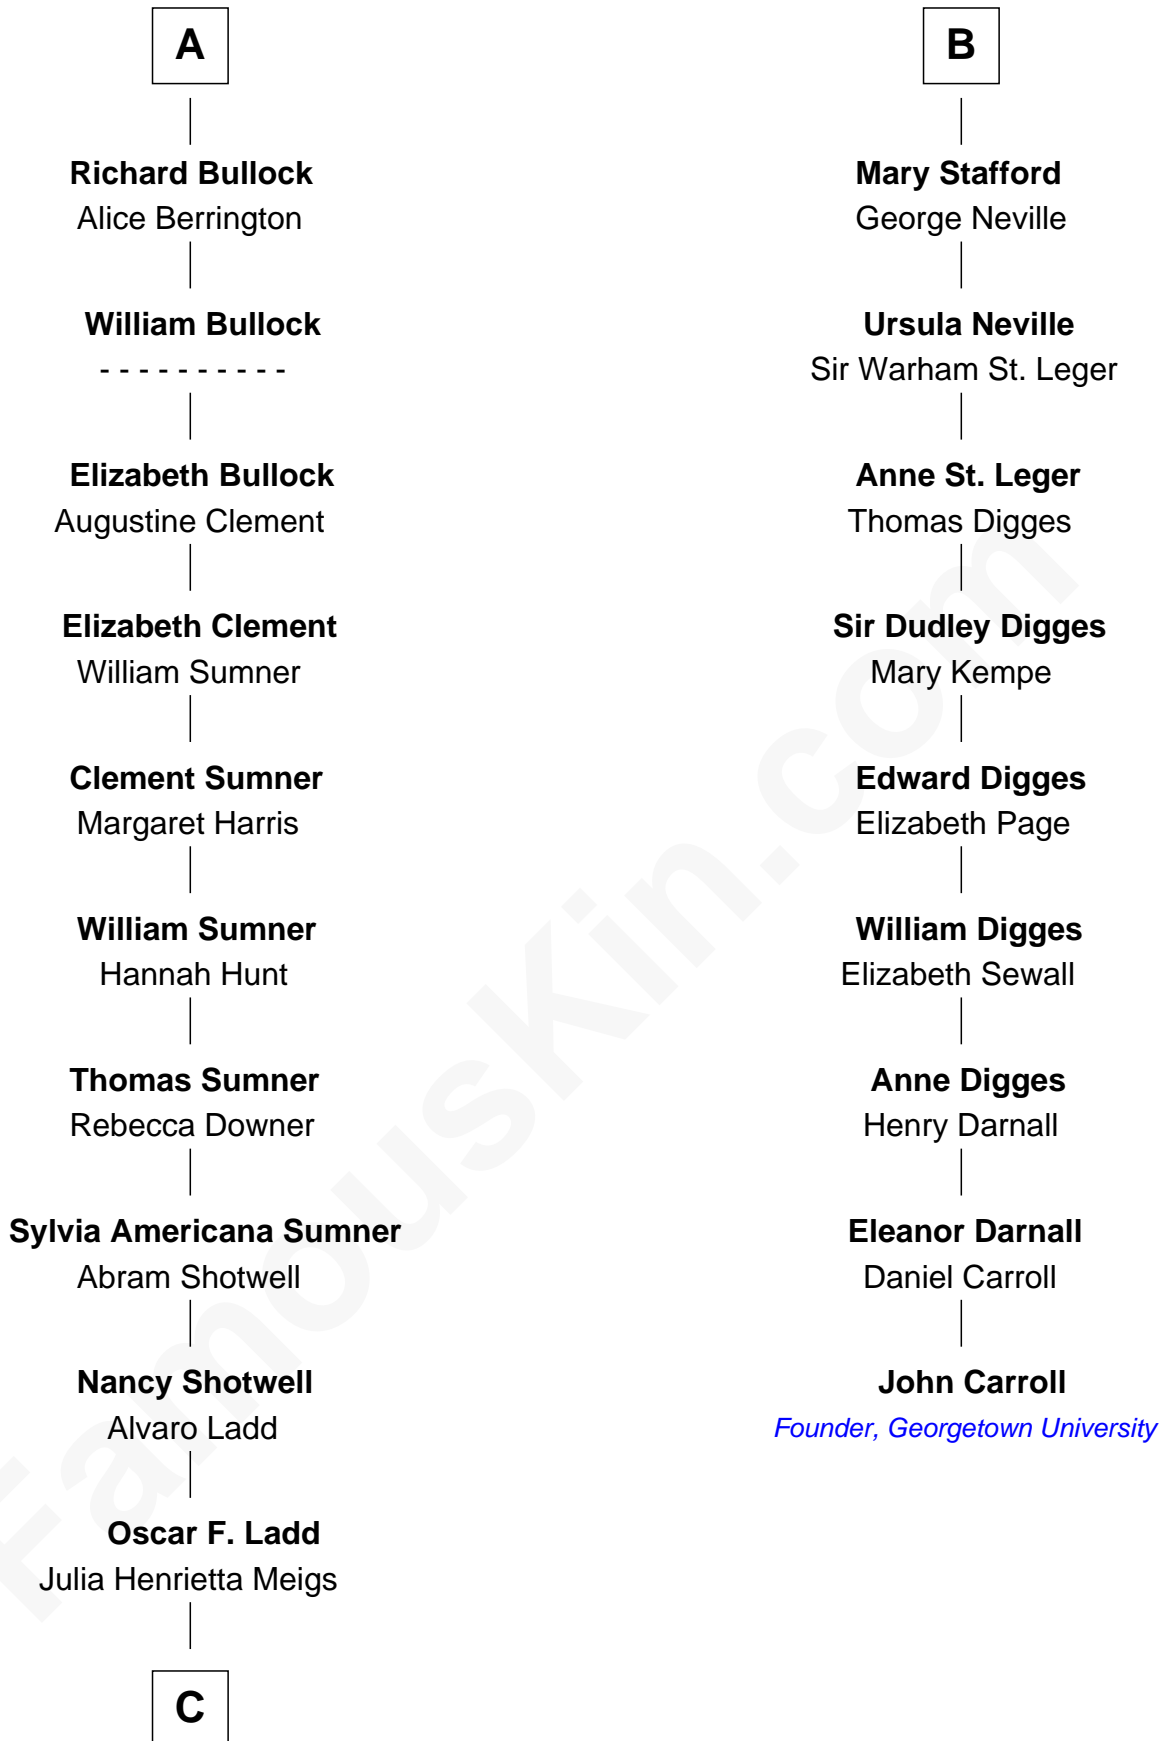 A
Richard Bullock
Alice Berrington
William Bullock
- - - - - - - - - -
Elizabeth Bullock
Augustine Clement
Elizabeth Clement
William Sumner
Clement Sumner
Margaret Harris
William Sumner
Hannah Hunt
Thomas Sumner
Rebecca Downer
Sylvia Americana Sumner
Abram Shotwell
Nancy Shotwell
Alvaro Ladd
Oscar F. Ladd
Julia Henrietta Meigs
C
B
Mary Stafford
George Neville
Ursula Neville
Sir Warham St. Leger
Anne St. Leger
Thomas Digges
Sir Dudley Digges
Mary Kempe
Edward Digges
Elizabeth Page
William Digges
Elizabeth Sewall
Anne Digges
Henry Darnall
Eleanor Darnall
Daniel Carroll
John Carroll
Founder, Georgetown University
FamousKin.com